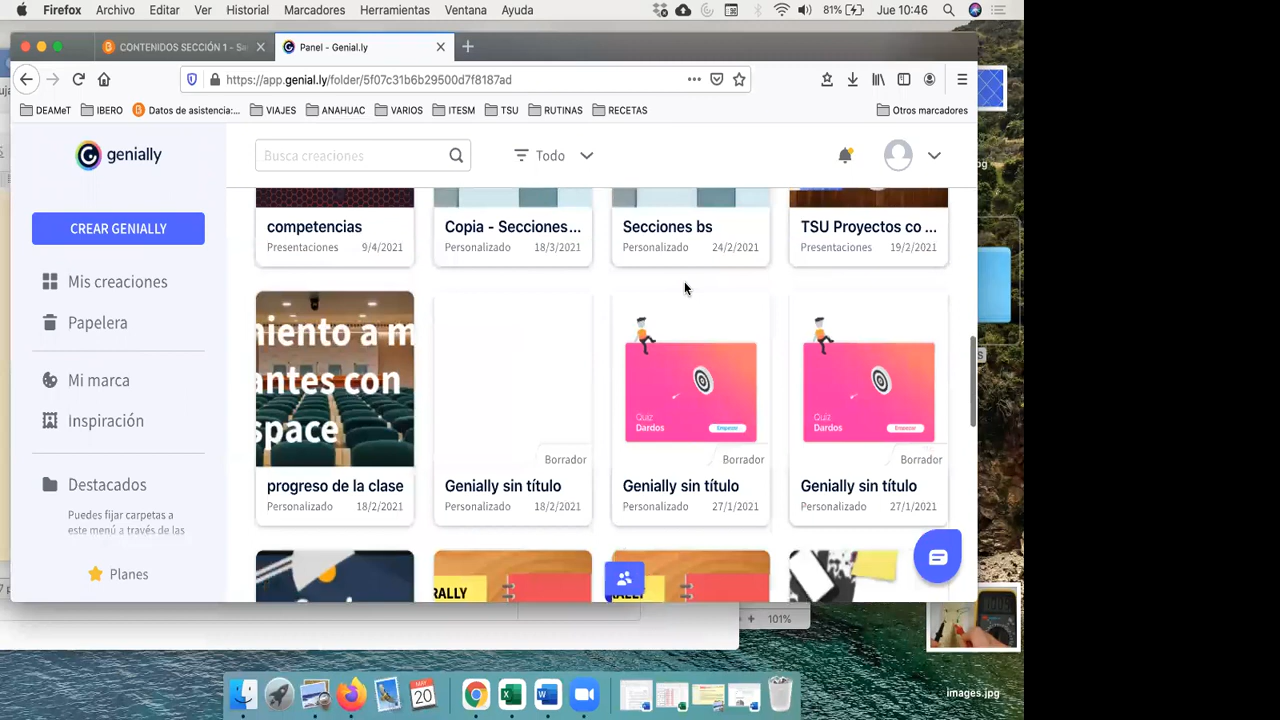 Firefox Archivo Editar Ver Historial Marcadores Herramientas Ventana Ayuda 81% Jue 10:46
CONTENIDOS SECCIÓN 1 - Se
Panel - Genial.ly
https://app.genial.ly/folder/5f07c31b6b29500d7f8187ad
DEAMeT IBERO Datos de asistencia:... VIAJES ANAHUAC VARIOS ITESM TSU RUTINAS RECETAS Otros marcadores
genially
Busca creaciones
Todo
CREAR GENIALLY
Mis creaciones
Papelera
Mi marca
Inspiración
Destacados
Puedes fijar carpetas a
este menú a través de las
Planes
competencias
Presentaciones 9/4/2021
Copia - Secciones...
Personalizado 18/3/2021
Secciones bs
Personalizado 24/2/2021
TSU Proyectos co ...
Presentaciones 19/2/2021
miento a m
antes con
space
progreso de la clase
Personalizado 18/2/2021
Borrador
Genially sin título
Personalizado 18/2/2021
Quiz
Dardos
Empezar
Borrador
Genially sin título
Personalizado 27/1/2021
Quiz
Dardos
Empezar
Borrador
Genially sin título
Personalizado 27/1/2021
RALLY
RALLY
101%
MAY
20
images.jpg